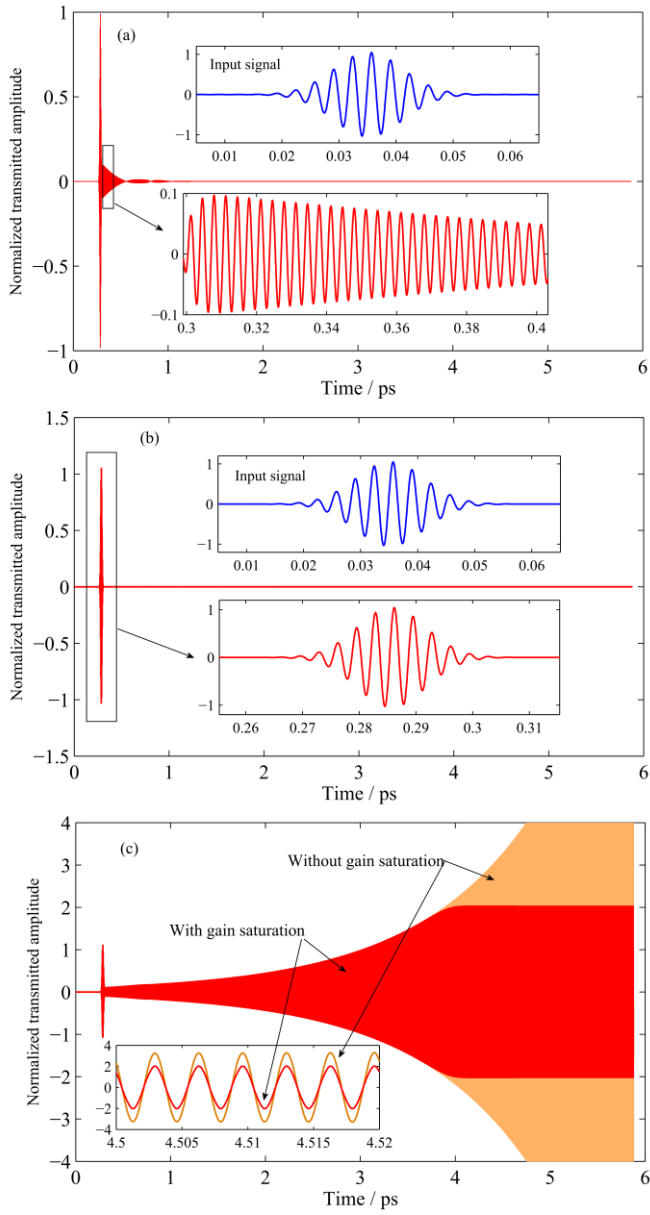 1
(a)
Input signal
1
0
−1
0.01 0.02 0.03 0.04 0.05 0.06
0.5
0
−0.5
−1
Normalized transmitted amplitude
0.1
0
−0.1
0.3 0.32 0.34 0.36 0.38 0.4
0 1 2 3 4 5 6
Time / ps
1.5
(b)
Input signal
1
0
−1
0.01 0.02 0.03 0.04 0.05 0.06
1
0.5
0
−0.5
−1
−1.5
Normalized transmitted amplitude
1
0
−1
0.26 0.27 0.28 0.29 0.3 0.31
0 1 2 3 4 5 6
Time / ps
4
(c)
Without gain saturation
3
2
With gain saturation
1
0
−1
−2
−3
−4
Normalized transmitted amplitude
4
2
0
−2
−4
4.5 4.505 4.511 4.515 4.52
0 1 2 3 4 5 6
Time / ps